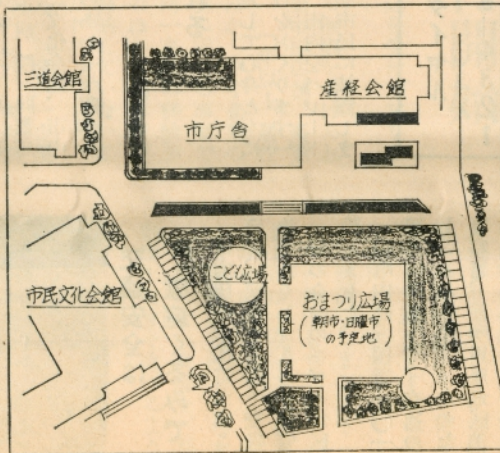 三道会館
産経会館
市庁舎
こども広場
市民文化会館
おまつり広場
(朝市・日曜市
の予定地)